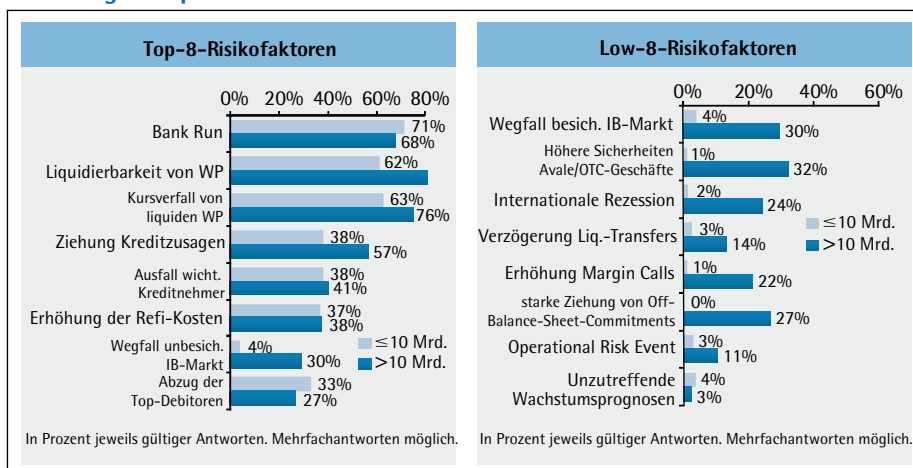 Top-8-Risikofaktoren
0% 20% 40% 60% 80%
Bank Run
71%
68%
Liquidierbarkeit von WP
62%
Kursverfall von
liquiden WP
63%
76%
Ziehung Kreditzusagen
38%
57%
Ausfall wicht.
Kreditnehmer
38%
41%
Erhöhung der Refi-Kosten
37%
38%
Wegfall unbesich.
IB-Markt
4%
30%
Abzug der
Top-Debitoren
33%
27%
≤10 Mrd.
>10 Mrd.
In Prozent jeweils gültiger Antworten. Mehrfachantworten möglich.
Low-8-Risikofaktoren
0% 20% 40% 60%
Wegfall besich. IB-Markt
4%
30%
Höhere Sicherheiten
Avale/OTC-Geschäfte
1%
32%
Internationale Rezession
2%
24%
Verzögerung Liq.-Transfers
3%
14%
Erhöhung Margin Calls
1%
22%
starke Ziehung von Off-
Balance-Sheet-Commitments
0%
27%
Operational Risk Event
3%
11%
Unzutreffende
Wachstumsprognosen
4%
3%
≤10 Mrd.
>10 Mrd.
In Prozent jeweils gültiger Antworten. Mehrfachantworten möglich.